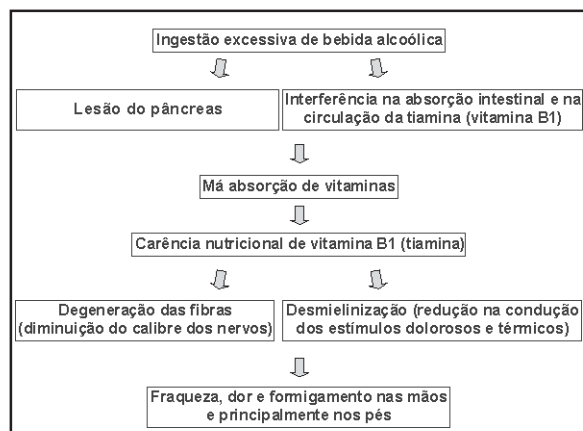 Ingestão excessiva de bebida alcoólica
Lesão do pâncreas
Interferência na absorção intestinal e na
circulação da tiamina (vitamina B1)
Má absorção de vitaminas
Carência nutricional de vitamina B1 (tiamina)
Degeneração das fibras
(diminuição do calibre dos nervos)
Desmielinização (redução na condução
dos estímulos dolorosos e térmicos)
Fraqueza, dor e formigamento nas mãos
e principalmente nos pés